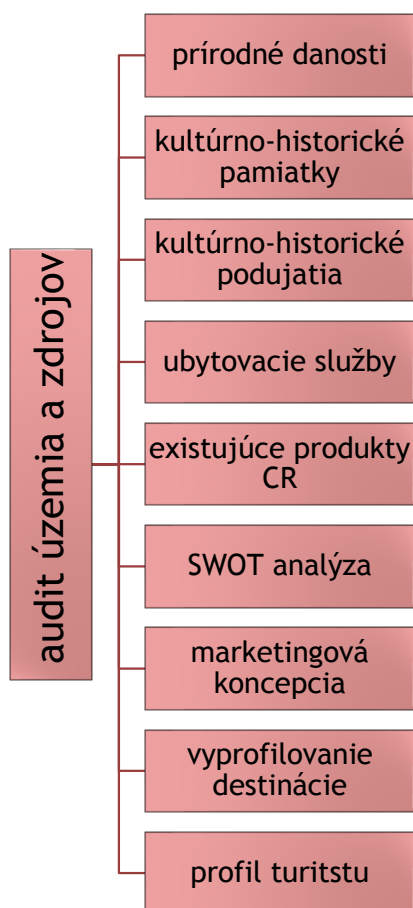 audit územia a zdrojov
prírodné danosti
kultúrno-historické
pamiatky
kultúrno-historické
podujatia
ubytovacie služby
existujúce produkty
CR
SWOT analýza
marketingová
koncepcia
vyprofilovanie
destinácie
profil turitstu